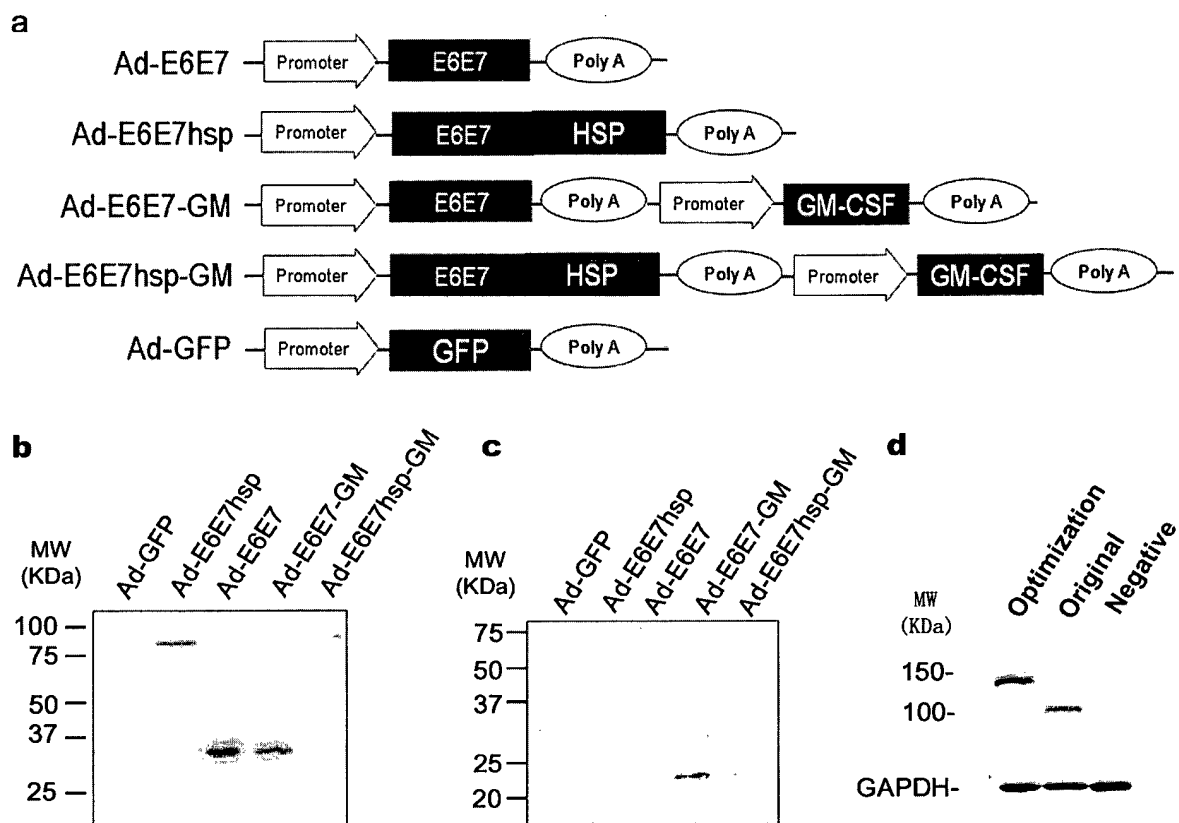 a
Ad-E6E7 Promoter E6E7 Poly A
Ad-E6E7hsp Promoter E6E7 HSP Poly A
Ad-E6E7-GM Promoter E6E7 Poly A Promoter GM-CSF Poly A
Ad-E6E7hsp-GM Promoter E6E7 HSP Poly A Promoter GM-CSF Poly A
Ad-GFP Promoter GFP Poly A
b
MW
(KDa)
Ad-GFP
Ad-E6E7hsp
Ad-E6E7
Ad-E6E7-GM
Ad-E6E7hsp-GM
100
75
50
37
25
c
MW
(KDa)
Ad-GFP
Ad-E6E7hsp
Ad-E6E7
Ad-E6E7-GM
Ad-E6E7hsp-GM
75
50
37
25
20
d
MW
(KDa)
Optimization
Original
Negative
150-
100-
GAPDH-